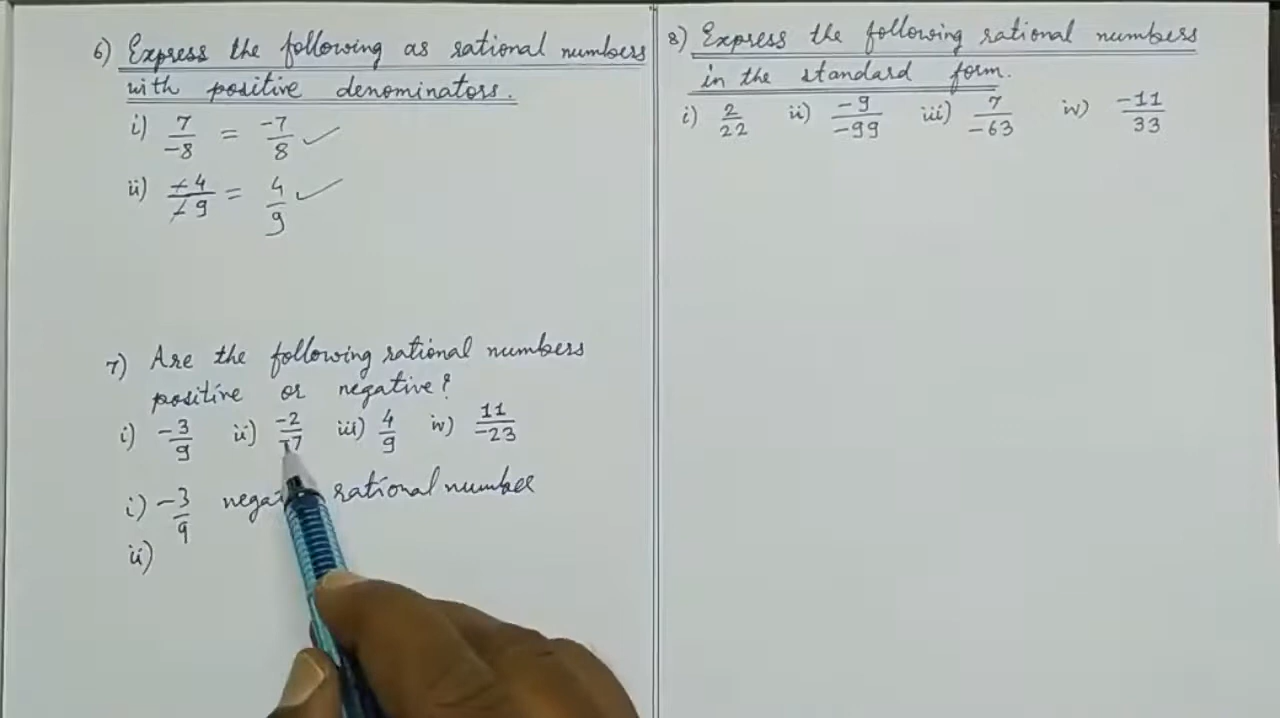 6) Express the following as rational numbers
with positive denominators.
i) 7/-8 = -7/8 ✓
ii) -4/-9 = 4/9 ✓
7) Are the following rational numbers
positive or negative?
i) -3/9 ii) -2/-7 iii) 4/9 iv) 11/-23
i) -3/9 rational number
ii)
8) Express the following rational numbers
in the standard form.
i) 2/22 ii) -9/-99 iii) 7/-63 iv) -11/33